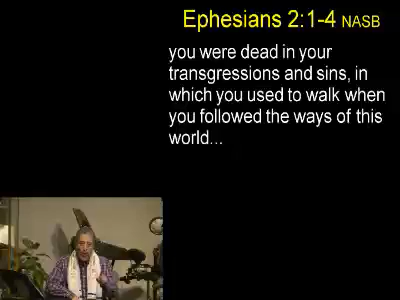 Ephesians 2:1-4 NASB
you were dead in your
transgressions and sins, in
which you used to walk when
you followed the ways of this
world...